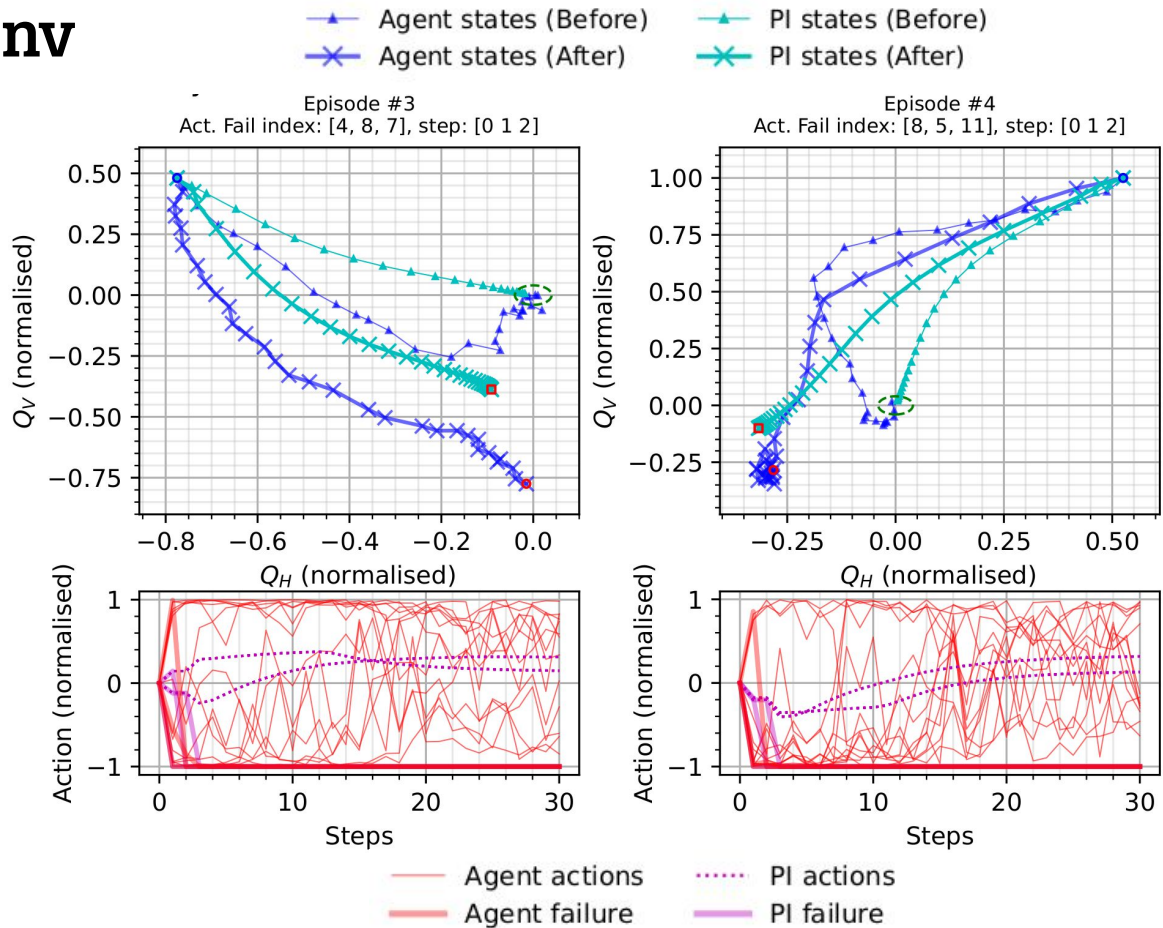 nv
Agent states (Before)
PI states (Before)
Agent states (After)
PI states (After)
Episode #3
Act. Fail index: [4, 8, 7], step: [0 1 2]
Episode #4
Act. Fail index: [8, 5, 11], step: [0 1 2]
Q_V (normalised)
0.50
0.25
0.00
−0.25
−0.50
−0.75
−0.8
−0.6
−0.4
−0.2
0.0
Q_H (normalised)
Q_V (normalised)
1.00
0.75
0.50
0.25
0.00
−0.25
−0.25
0.00
0.25
0.50
Q_H (normalised)
Action (normalised)
1
0
−1
0
10
20
30
Steps
Action (normalised)
1
0
−1
0
10
20
30
Steps
Agent actions
PI actions
Agent failure
PI failure